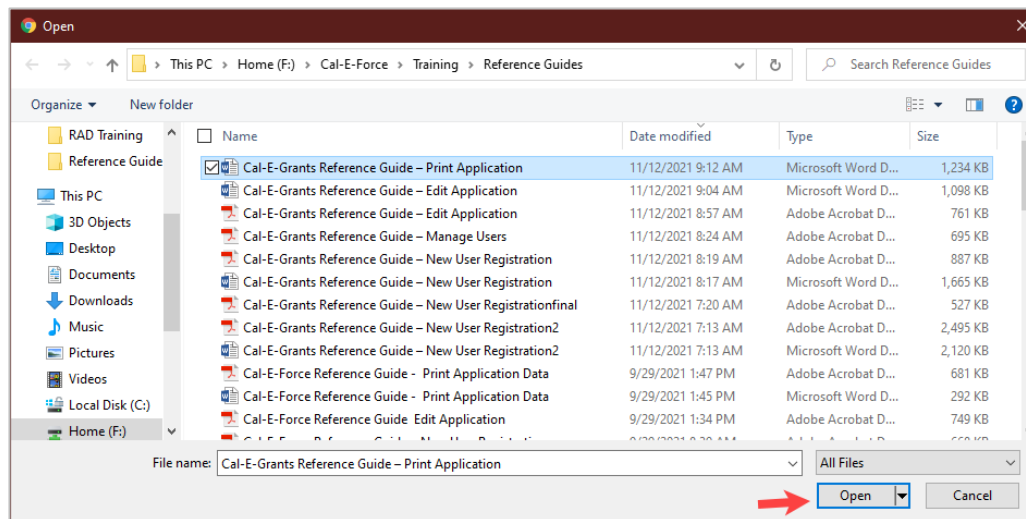 Open
This PC > Home (F:) > Cal-E-Force > Training > Reference Guides
Search Reference Guides
Organize New folder
Name Date modified Type Size
RAD Training
Reference Guide
This PC
3D Objects
Desktop
Documents
Downloads
Music
Pictures
Videos
Local Disk (C:)
Home (F:)
Cal-E-Grants Reference Guide – Print Application 11/12/2021 9:12 AM Microsoft Word D... 1,234 KB
Cal-E-Grants Reference Guide – Edit Application 11/12/2021 9:04 AM Microsoft Word D... 1,098 KB
Cal-E-Grants Reference Guide – Edit Application 11/12/2021 8:57 AM Adobe Acrobat D... 761 KB
Cal-E-Grants Reference Guide – Manage Users 11/12/2021 8:24 AM Adobe Acrobat D... 695 KB
Cal-E-Grants Reference Guide – New User Registration 11/12/2021 8:19 AM Adobe Acrobat D... 887 KB
Cal-E-Grants Reference Guide – New User Registration 11/12/2021 8:17 AM Microsoft Word D... 1,665 KB
Cal-E-Grants Reference Guide – New User Registrationfinal 11/12/2021 7:20 AM Adobe Acrobat D... 527 KB
Cal-E-Grants Reference Guide – New User Registration2 11/12/2021 7:13 AM Adobe Acrobat D... 2,495 KB
Cal-E-Grants Reference Guide – New User Registration2 11/12/2021 7:13 AM Microsoft Word D... 2,120 KB
Cal-E-Force Reference Guide - Print Application Data 9/29/2021 1:47 PM Adobe Acrobat D... 681 KB
Cal-E-Force Reference Guide - Print Application Data 9/29/2021 1:45 PM Microsoft Word D... 292 KB
Cal-E-Force Reference Guide Edit Application 9/29/2021 1:34 PM Adobe Acrobat D... 749 KB
File name: Cal-E-Grants Reference Guide – Print Application All Files
Open Cancel